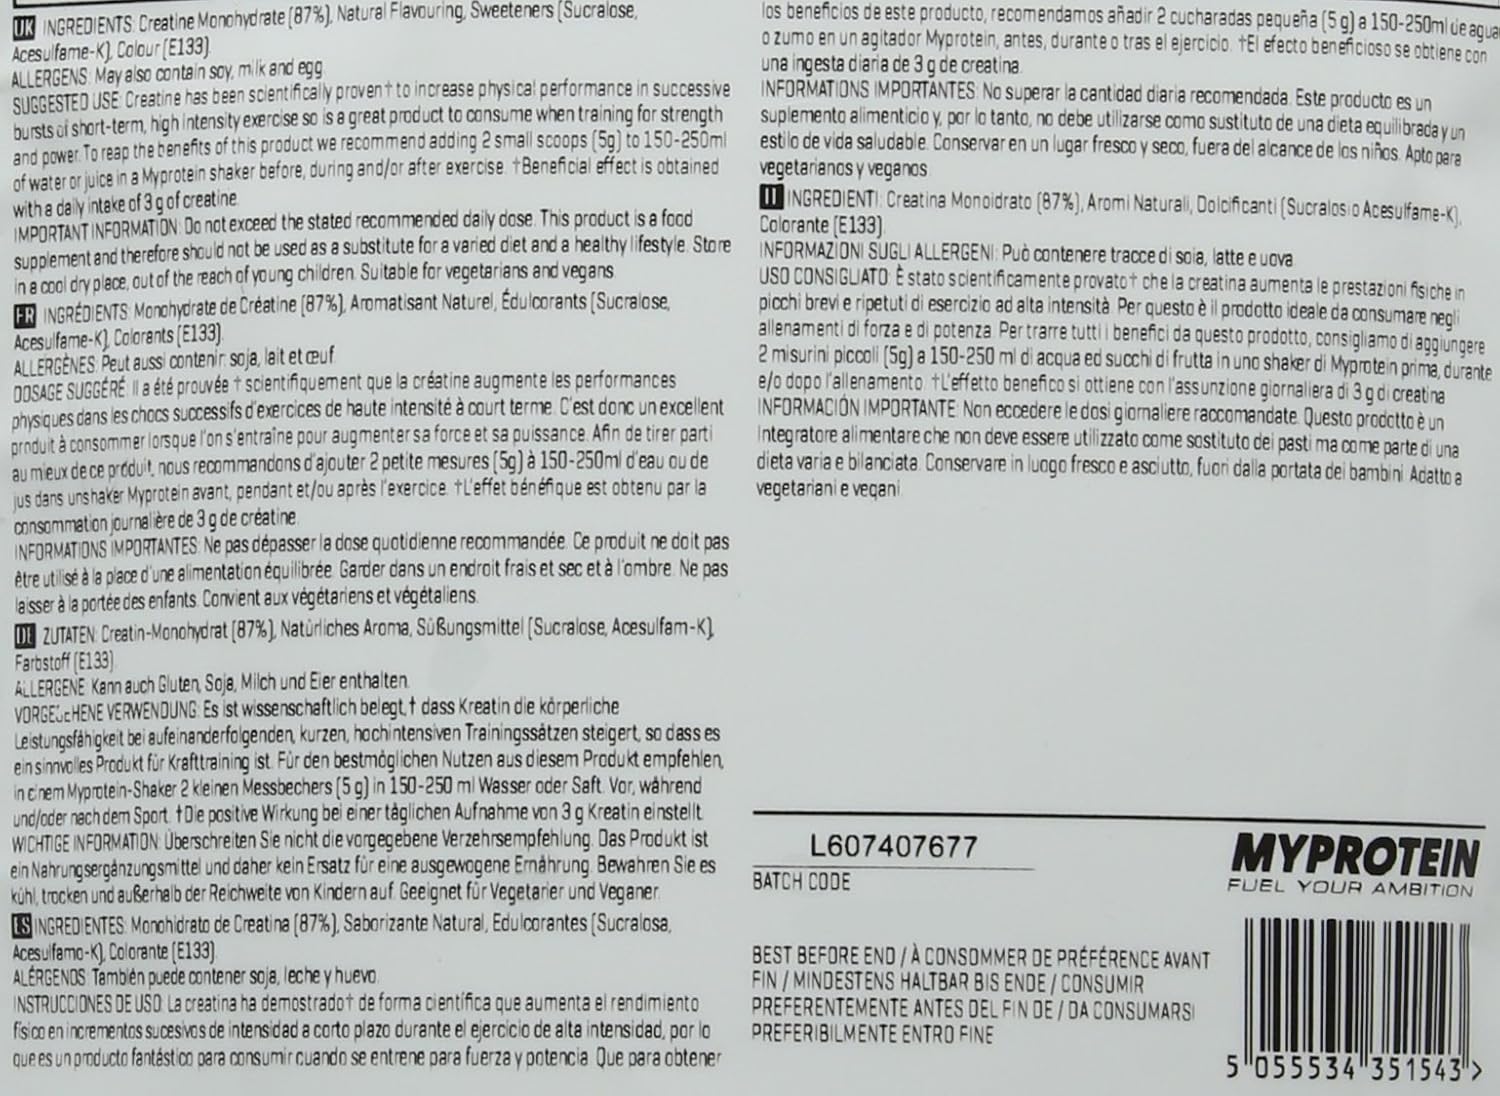 UK INGREDIENTS: Creatine Monohydrate (87%), Natural Flavouring, Sweeteners (Sucralose,
Acesulfame-K), Colour (E133).
ALLERGENS: May also contain soy, milk and egg.
SUGGESTED USE: Creatine has been scientifically proven† to increase physical performance in successive
bursts of short-term, high intensity exercise so is a great product to consume when training for strength
and power. To reap the benefits of this product we recommend adding 2 small scoops (5g) to 150-250ml
of water or juice in a Myprotein shaker before, during and/or after exercise. †Beneficial effect is obtained
with a daily intake of 3 g of creatine.
IMPORTANT INFORMATION: Do not exceed the stated recommended daily dose. This product is a food
supplement and therefore should not be used as a substitute for a varied diet and a healthy lifestyle. Store
in a cool dry place, out of the reach of young children. Suitable for vegetarians and vegans.
FR INGRÉDIENTS: Monohydrate de Créatine (87%), Aromatisant Naturel, Édulcorants (Sucralose,
Acesulfame-K), Colorants (E133).
ALLERGÈNES: Peut aussi contenir: soja, lait et œuf.
DOSAGE SUGGÉRÉ: Il a été prouvée † scientifiquement que la créatine augmente les performances
physiques dans les chocs successifs d'exercices de haute intensité à court terme. C'est donc un excellent
produit à consommer lorsque l'on s'entraîne pour augmenter sa force et sa puissance. Afin de tirer parti
au mieux de ce produit, nous recommandons d'ajouter 2 petite mesures (5g) à 150-250ml d'eau ou de
jus dans un shaker Myprotein avant, pendant et/ou après l'exercice. †L'effet bénéfique est obtenu par la
consommation journalière de 3 g de créatine.
INFORMATIONS IMPORTANTES: Ne pas dépasser la dose quotidienne recommandée. Ce produit ne doit pas
être utilisé à la place d'une alimentation équilibrée. Garder dans un endroit frais et sec et à l'ombre. Ne pas
laisser à la portée des enfants. Convient aux végétariens et végétaliens.
DE ZUTATEN: Creatin-Monohydrat (87%), Natürliches Aroma, Süßungsmittel (Sucralose, Acesulfam-K),
Farbstoff (E133).
ALLERGENE: Kann auch Gluten, Soja, Milch und Eier enthalten.
VORGESEHENE VERWENDUNG: Es ist wissenschaftlich belegt,† dass Kreatin die körperliche
Leistungsfähigkeit bei aufeinanderfolgenden, kurzen, hochintensiven Trainingssätzen steigert, so dass es
ein sinnvolles Produkt für Krafttraining ist. Für den bestmöglichen Nutzen aus diesem Produkt empfehlen,
in einem Myprotein-Shaker 2 kleinen Messbechers (5 g) in 150-250 ml Wasser oder Saft. Vor, während
und/oder nach dem Sport. †Die positive Wirkung bei einer täglichen Aufnahme von 3 g Kreatin einstellt.
WICHTIGE INFORMATION: Überschreiten Sie nicht die vorgegebene Verzehrsempfehlung. Das Produkt ist
ein Nahrungsergänzungsmittel und daher kein Ersatz für eine ausgewogene Ernährung. Bewahren Sie es
kühl, trocken und außerhalb der Reichweite von Kindern auf. Geeignet für Vegetarier und Veganer.
ES INGREDIENTES: Monohidrato de Creatina (87%), Saborizante Natural, Edulcorantes (Sucralosa,
Acesulfamo-K), Colorante (E133).
ALÉRGENOS: También puede contener soja, leche y huevo.
INSTRUCCIONES DE USO: La creatina ha demostrado† de forma científica que aumenta el rendimiento
físico en incrementos sucesivos de intensidad a corto plazo durante el ejercicio de alta intensidad, por lo
que es un producto fantástico para consumir cuando se entrene para fuerza y potencia. Que para obtener
los beneficios de este producto, recomendamos añadir 2 cucharadas pequeña (5 g) a 150-250ml de agua
o zumo en un agitador Myprotein, antes, durante o tras el ejercicio. †El efecto beneficioso se obtiene con
una ingesta diaria de 3 g de creatina.
INFORMATIONS IMPORTANTES: No superar la cantidad diaria recomendada. Este producto es un
suplemento alimenticio y, por lo tanto, no debe utilizarse como sustituto de una dieta equilibrada y un
estilo de vida saludable. Conservar en un lugar fresco y seco, fuera del alcance de los niños. Apto para
vegetarianos y veganos.
IT INGREDIENTI: Creatina Monoidrato (87%), Aromi Naturali, Dolcificanti (Sucralosio Acesulfame-K),
Colorante (E133).
INFORMAZIONI SUGLI ALLERGENI: Può contenere tracce di soia, latte e uova.
USO CONSIGLIATO: È stato scientificamente provato† che la creatina aumenta le prestazioni fisiche in
picchi brevi e ripetuti di esercizio ad alta intensità. Per questo è il prodotto ideale da consumare negli
allenamenti di forza e di potenza. Per trarre tutti i benefici da questo prodotto, consigliamo di aggiungere
2 misurini piccoli (5g) a 150-250 ml di acqua ed succhi di frutta in uno shaker di Myprotein prima, durante
e/o dopo l'allenamento. †L'effetto benefico si ottiene con l'assunzione giornaliera di 3 g di creatina
INFORMACIÓN IMPORTANTE: Non eccedere le dosi giornaliere raccomandate. Questo prodotto è un
Integratore alimentare che non deve essere utilizzato come sostituto dei pasti ma come parte di una
dieta varia e bilanciata. Conservare in luogo fresco e asciutto, fuori dalla portata dei bambini. Adatto a
vegetariani e vegani.
L607407677
BATCH CODE
MYPROTEIN
FUEL YOUR AMBITION
BEST BEFORE END / À CONSOMMER DE PRÉFÉRENCE AVANT
FIN / MINDESTENS HALTBAR BIS ENDE / CONSUMIR
PREFERENTEMENTE ANTES DEL FIN DE / DA CONSUMARSI
PREFERIBILMENTE ENTRO FINE
5 055534 351543 >